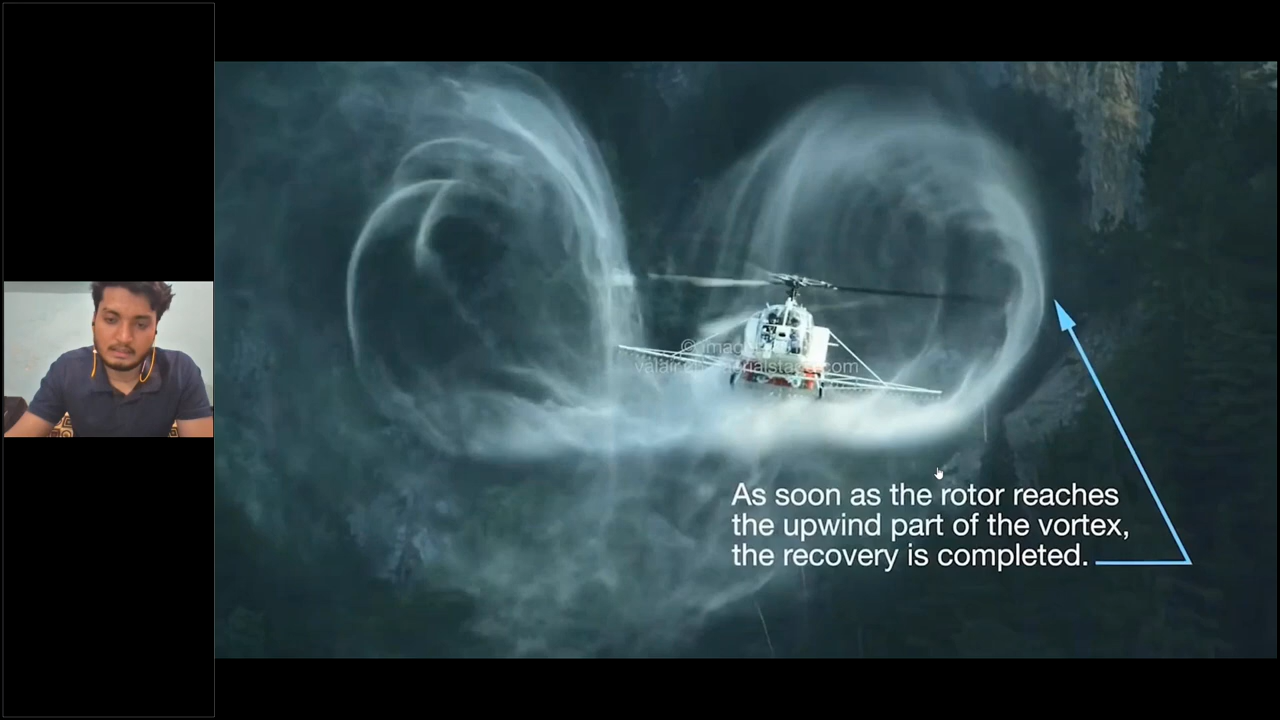 As soon as the rotor reaches
the upwind part of the vortex,
the recovery is completed.